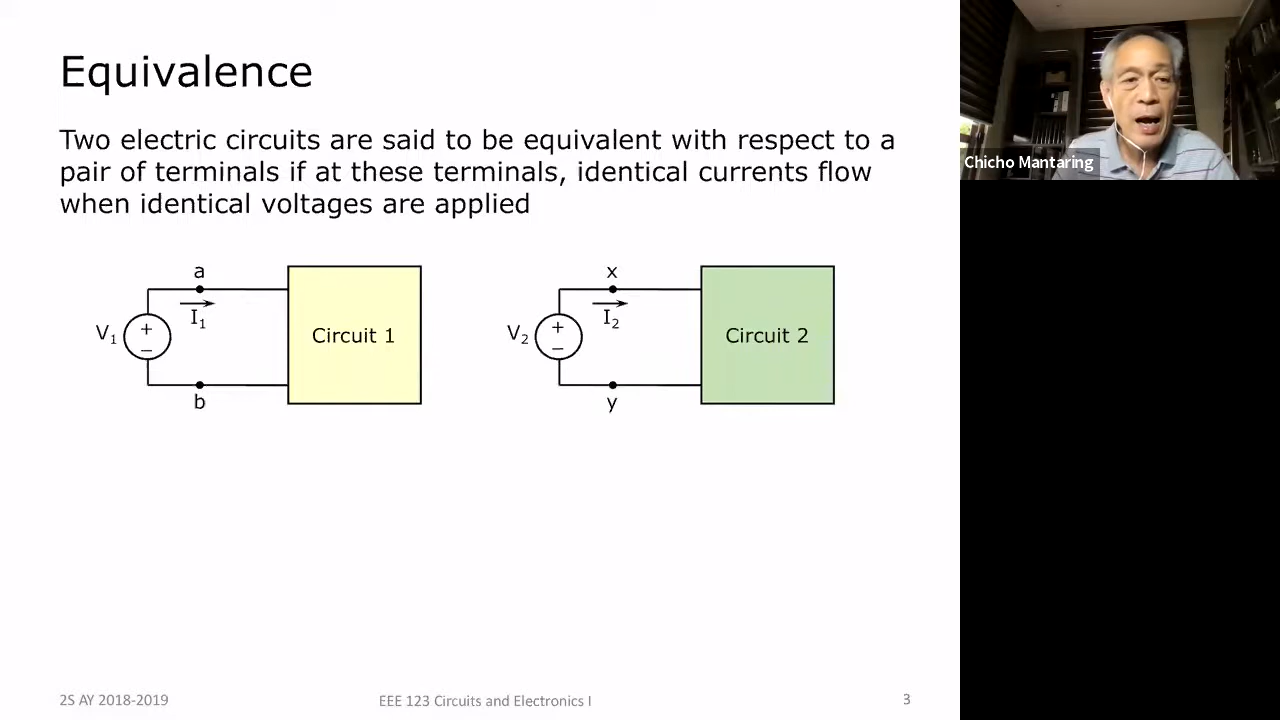 Equivalence
Two electric circuits are said to be equivalent with respect to a
pair of terminals if at these terminals, identical currents flow
when identical voltages are applied
a
I₁
V₁
+
−
Circuit 1
b
x
I₂
V₂
+
−
Circuit 2
y
Chicho Mantaring
2S AY 2018-2019
EEE 123 Circuits and Electronics I
3